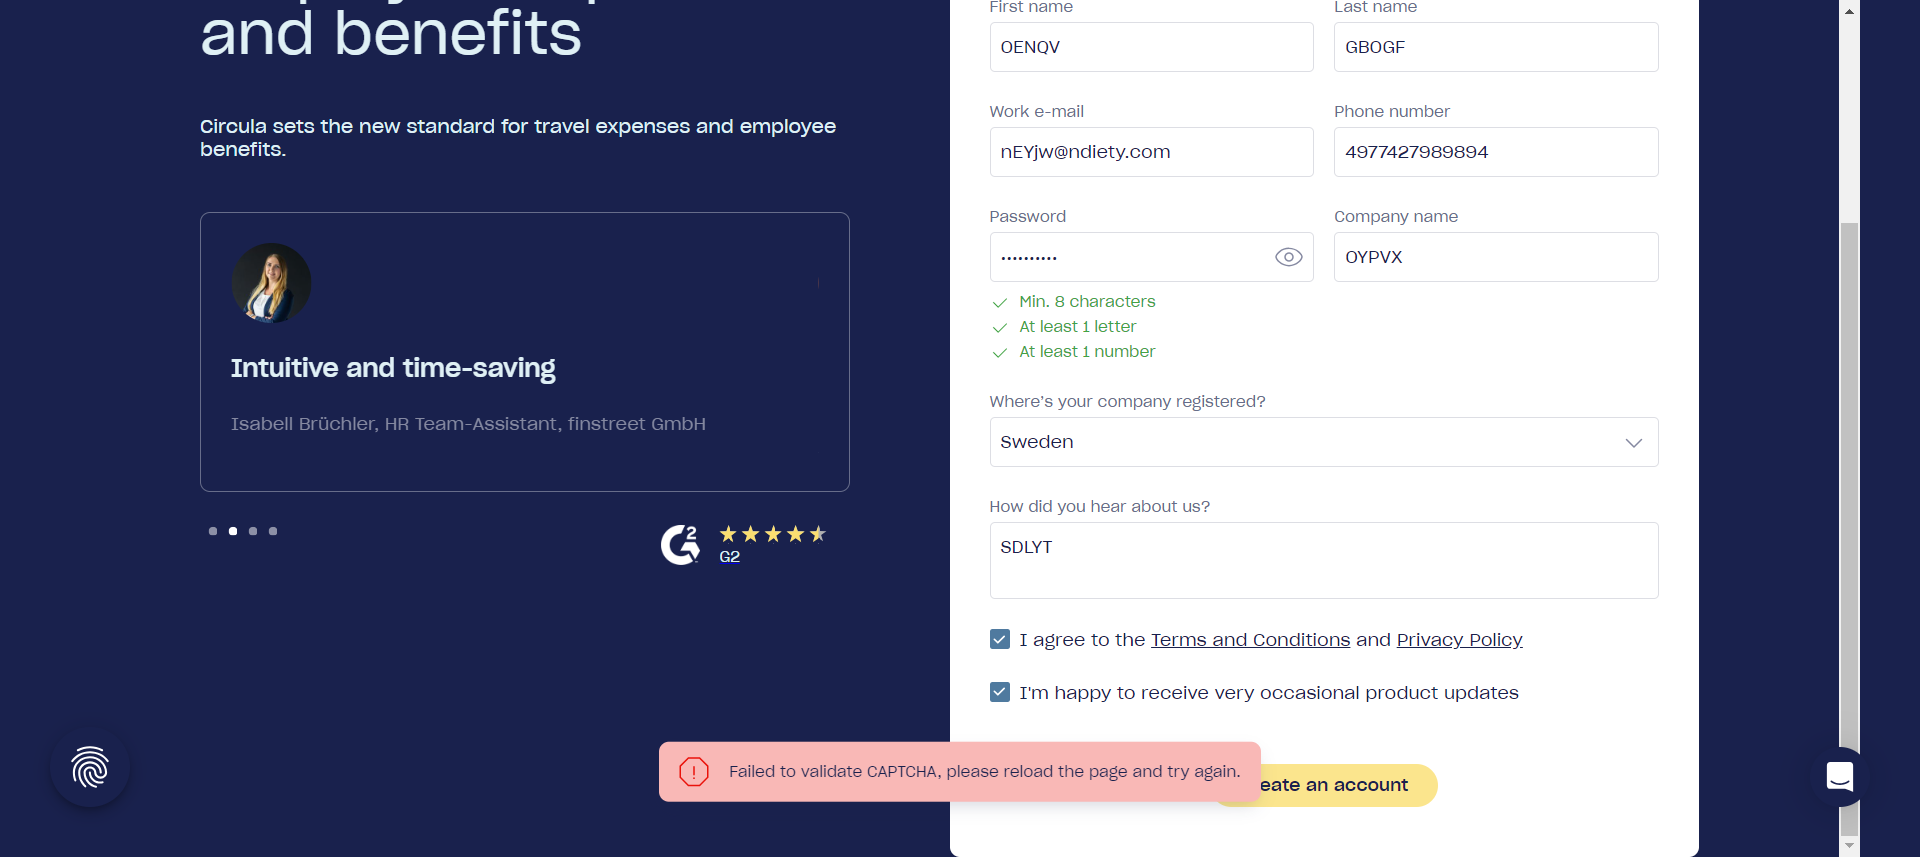 and benefits
Circula sets the new standard for travel expenses and employee
benefits.
Intuitive and time-saving
Isabell Brüchler, HR Team-Assistant, finstreet GmbH
G2
G2
First name
Last name
OENQV
GBOGF
Work e-mail
Phone number
nEYjw@ndiety.com
4977427989894
Password
Company name
••••••••••
OYPVX
Min. 8 characters
At least 1 letter
At least 1 number
Where's your company registered?
Sweden
How did you hear about us?
SDLYT
I agree to the Terms and Conditions and Privacy Policy
I'm happy to receive very occasional product updates
Failed to validate CAPTCHA, please reload the page and try again.
eate an account